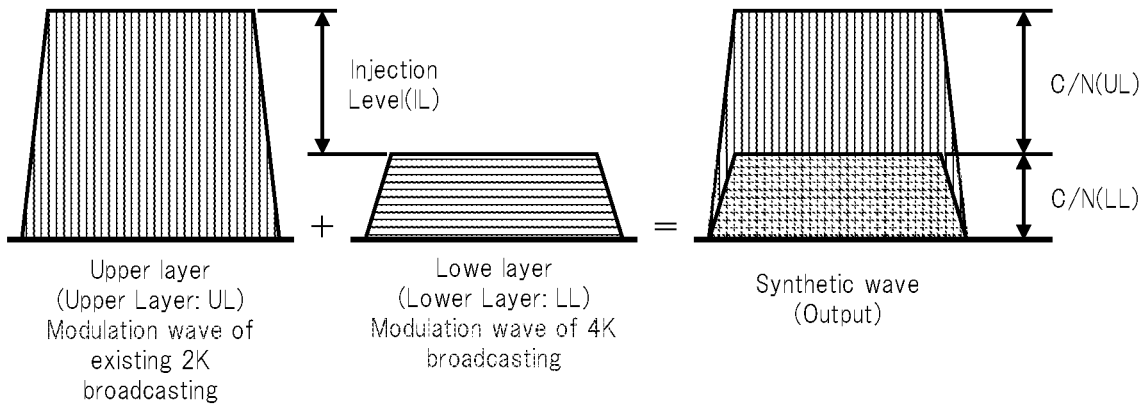 Injection
Level(IL)
C/N(UL)
C/N(LL)
+
=
Upper layer
(Upper Layer: UL)
Modulation wave of
existing 2K
broadcasting
Lowe layer
(Lower Layer: LL)
Modulation wave of 4K
broadcasting
Synthetic wave
(Output)